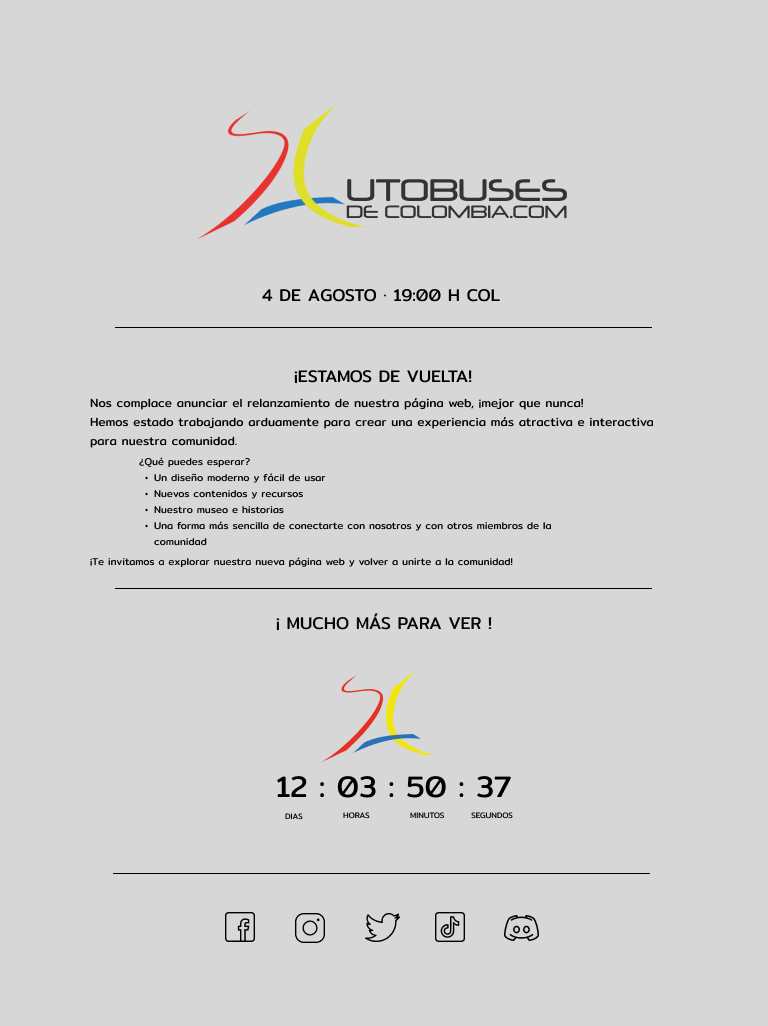 UTOBUSES
DE COLOMBIA.COM
4 DE AGOSTO · 19:00 H COL
¡ESTAMOS DE VUELTA!
Nos complace anunciar el relanzamiento de nuestra página web, ¡mejor que nunca!
Hemos estado trabajando arduamente para crear una experiencia más atractiva e interactiva
para nuestra comunidad.
¿Qué puedes esperar?
• Un diseño moderno y fácil de usar
• Nuevos contenidos y recursos
• Nuestro museo e historias
• Una forma más sencilla de conectarte con nosotros y con otros miembros de la
comunidad
¡Te invitamos a explorar nuestra nueva página web y volver a unirte a la comunidad!
¡ MUCHO MÁS PARA VER !
12 : 03 : 50 : 37
DIAS HORAS MINUTOS SEGUNDOS